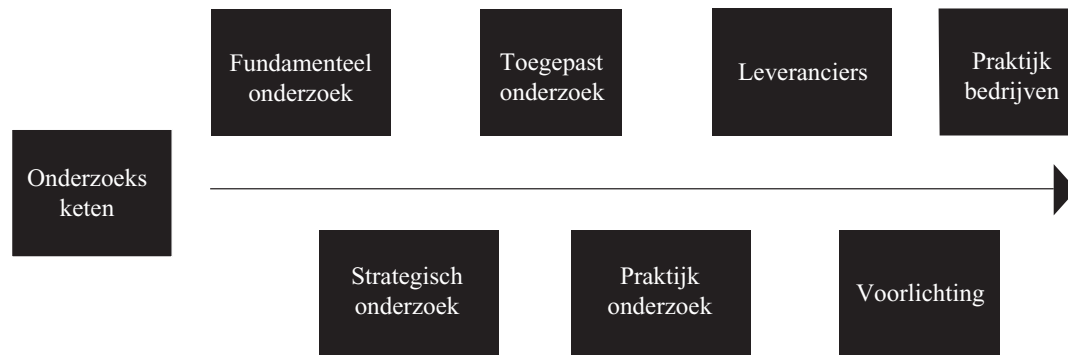 Onderzoeks
keten
Fundamenteel
onderzoek
Strategisch
onderzoek
Toegepast
onderzoek
Praktijk
onderzoek
Leveranciers
Voorlichting
Praktijk
bedrijven